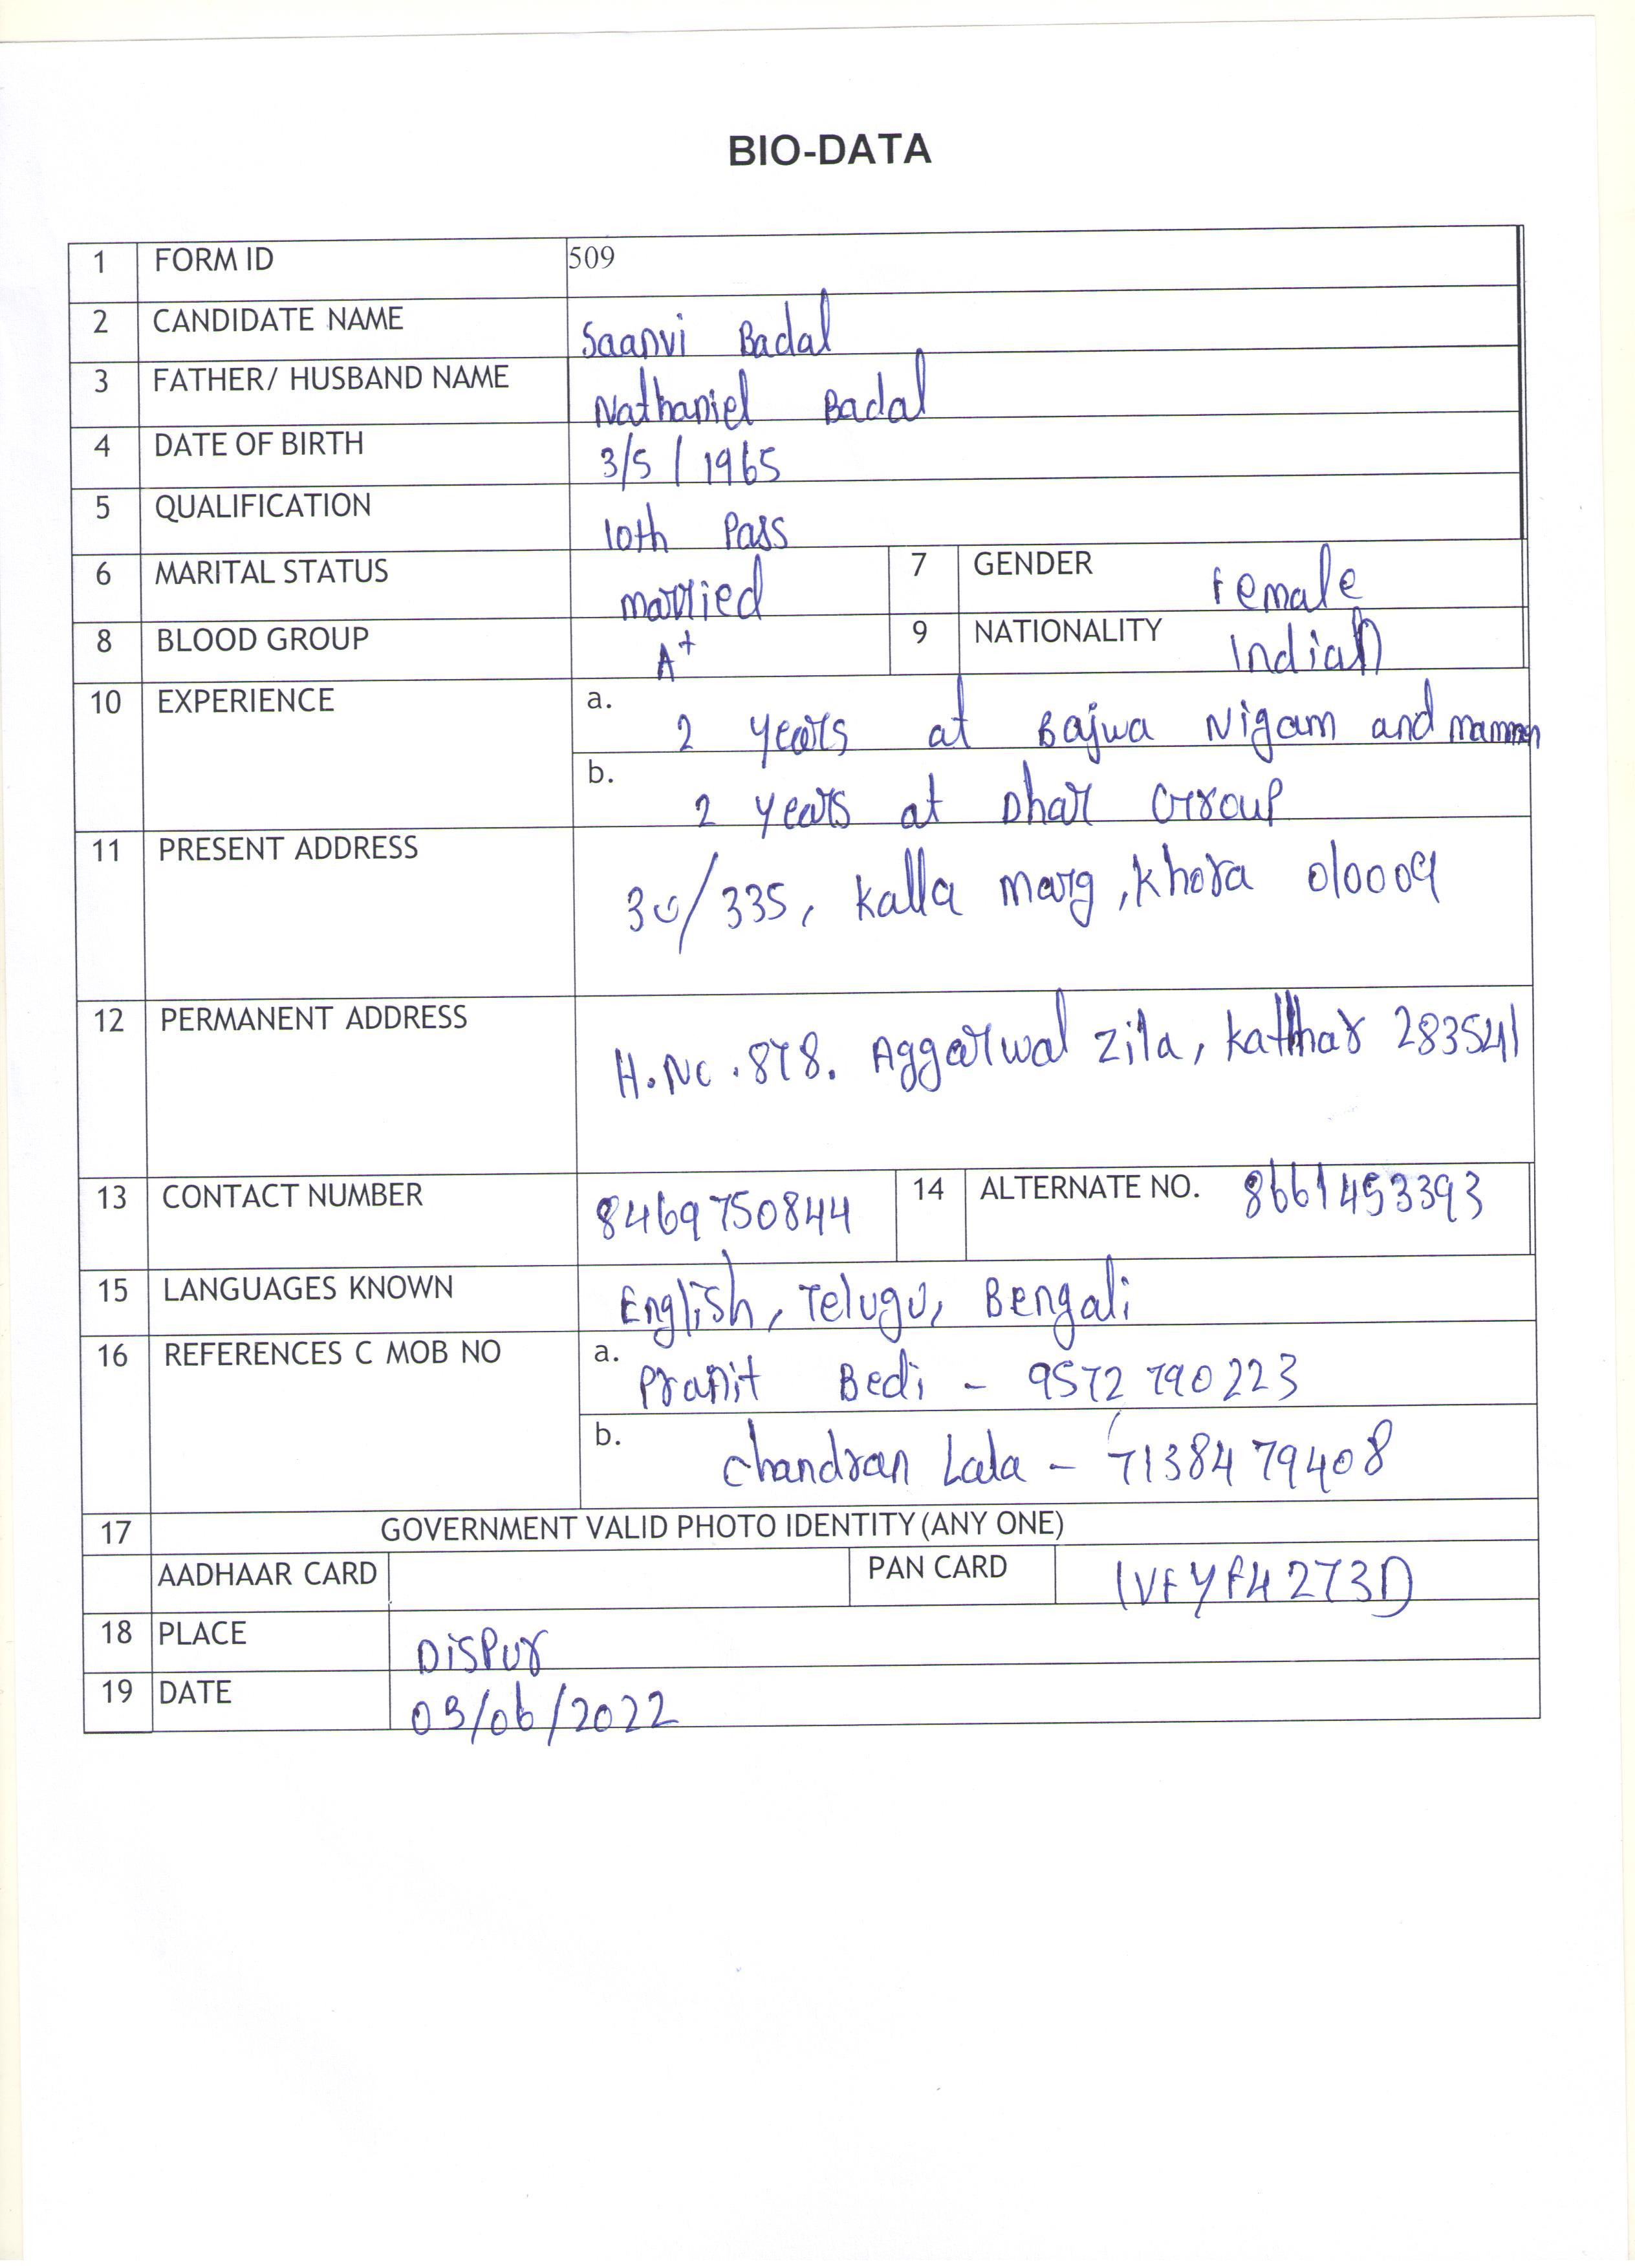 BIO-DATA
1 FORM ID 509
2 CANDIDATE NAME Saanvi Badal
3 FATHER/ HUSBAND NAME Nathaniel Badal
4 DATE OF BIRTH 3/5/1965
5 QUALIFICATION 10th Pass
6 MARITAL STATUS married 7 GENDER Female
8 BLOOD GROUP A+ 9 NATIONALITY Indian
10 EXPERIENCE a. 2 years at Bajwa Nigam and mammen
b. 2 years at Dhar Group
11 PRESENT ADDRESS 30/335, Kalla marg, Khora 010009
12 PERMANENT ADDRESS H.No.878. Aggarwal Zila, Katihar 283541
13 CONTACT NUMBER 8469750844 14 ALTERNATE NO. 8661453393
15 LANGUAGES KNOWN English, Telugu, Bengali
16 REFERENCES C MOB NO a. Pranit Bedi - 9572790223
b. Chandran Lala - 7138479408
17 GOVERNMENT VALID PHOTO IDENTITY (ANY ONE)
AADHAAR CARD PAN CARD IVFYF4273D
18 PLACE Dispur
19 DATE 03/06/2022